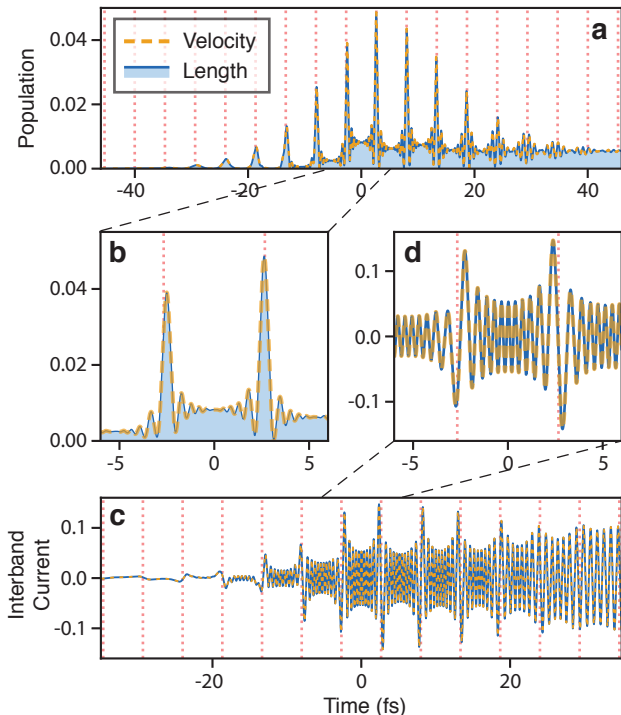 a
Velocity
Length
Population
0.04
0.02
0.00
-40 -20 0 20 40
b
0.04
0.02
0.00
-5 0 5
d
0.1
0.0
-0.1
-5 0 5
c
Interband
Current
0.1
0.0
-0.1
-20 0 20
Time (fs)